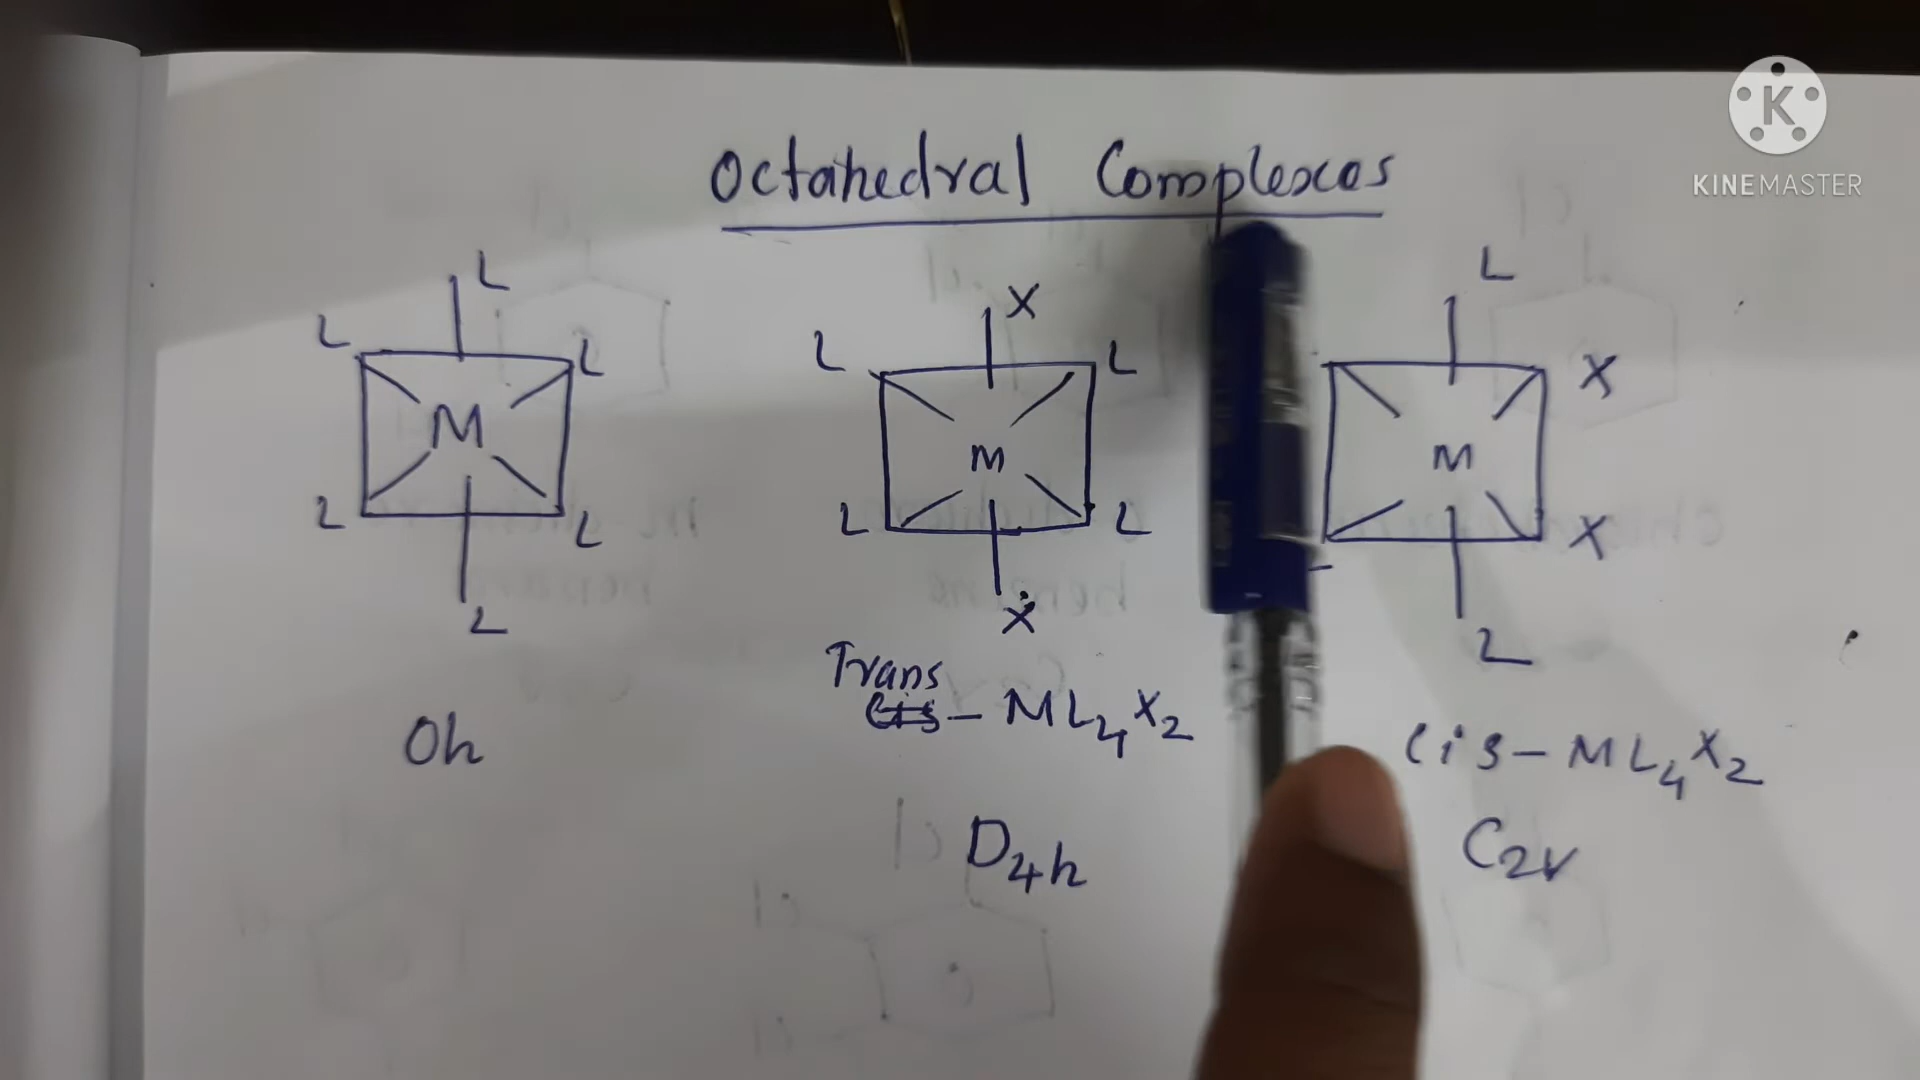 Octahedral Complexes
KINEMASTER
L
L
L
M
L
L
L
Oh
X
L
L
M
L
L
X
Trans
Cis - ML4X2
D4h
L
X
M
X
L
Cis - ML4X2
C2v